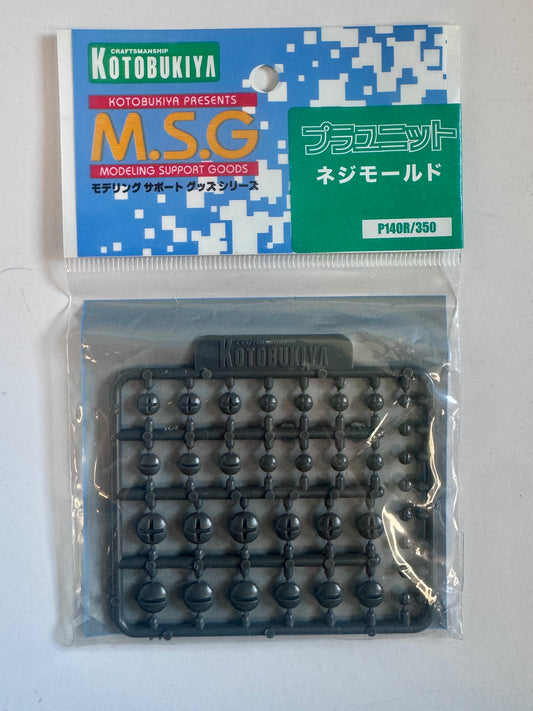 CRAFTSMANSHIP
KOTOBUKIYA
KOTOBUKIYA PRESENTS
M.S.G
MODELING SUPPORT GOODS
モデリング サポート グッズ シリーズ
プラユニット
ネジモールド
P140R/350
CRAFTSMANSHIP
KOTOBUKIYA